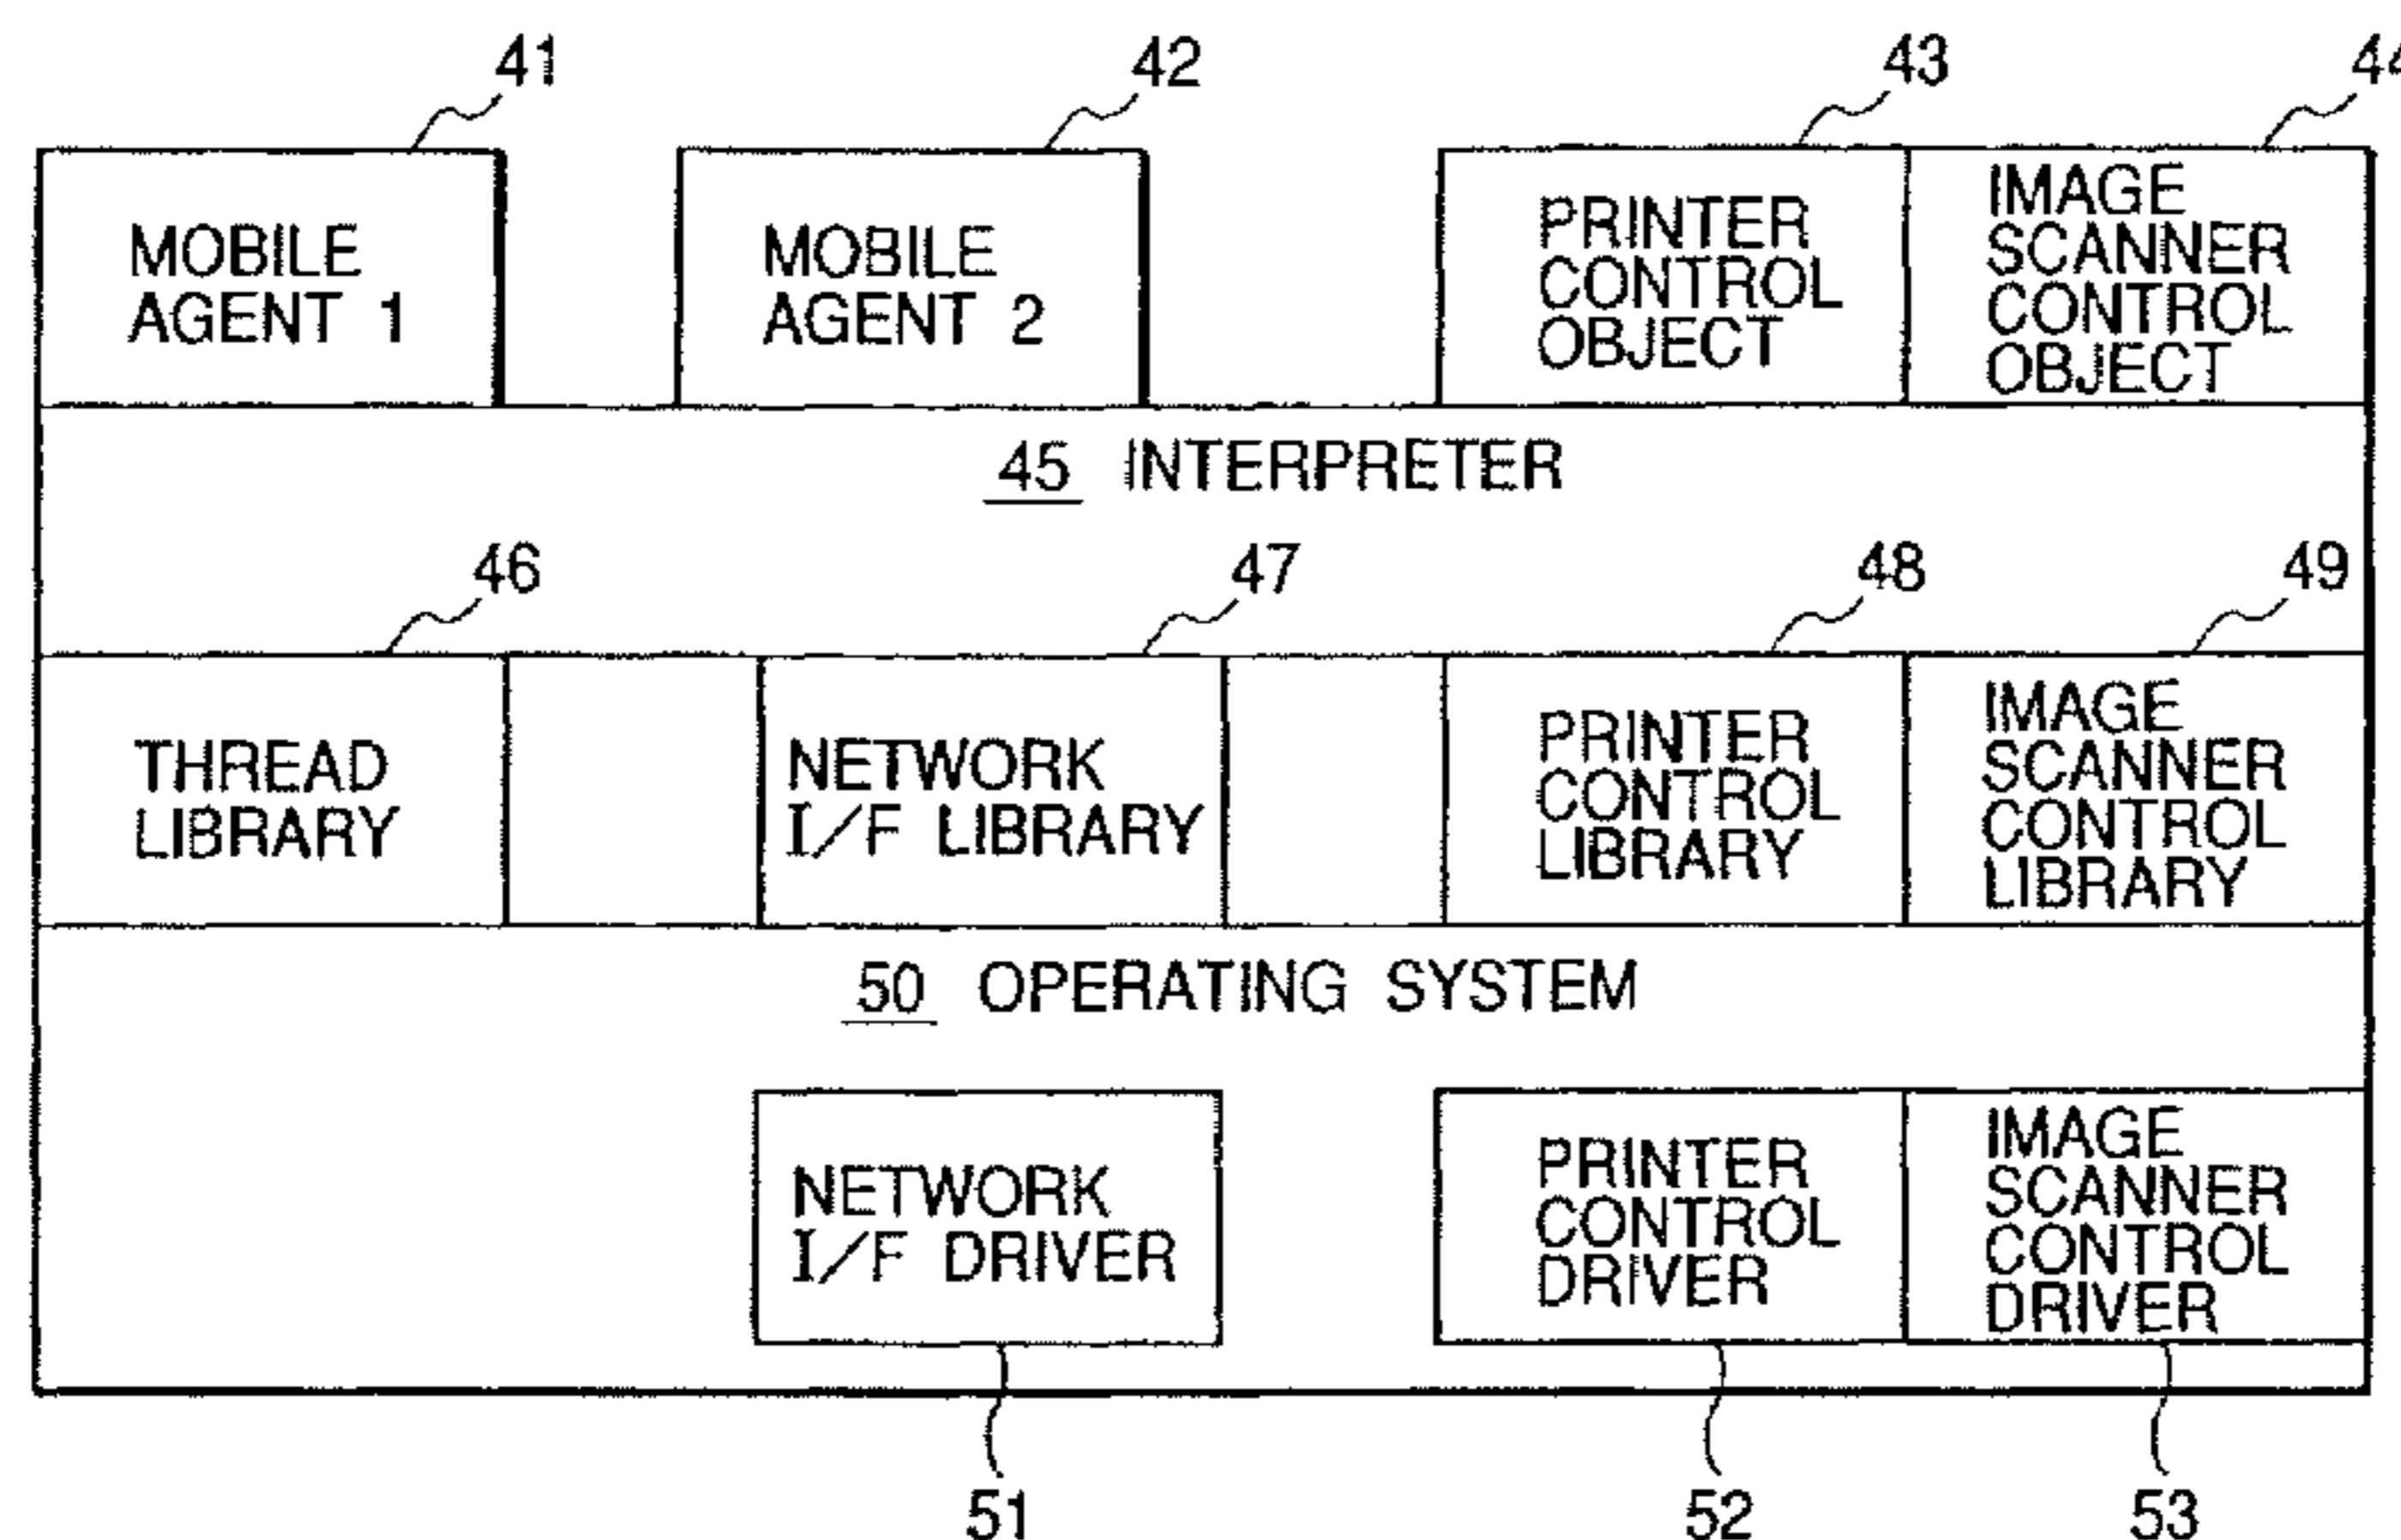 41
42
43
44
MOBILE
AGENT 1
MOBILE
AGENT 2
PRINTER
CONTROL
OBJECT
IMAGE
SCANNER
CONTROL
OBJECT
45 INTERPRETER
46
47
48
49
THREAD
LIBRARY
NETWORK
I/F LIBRARY
PRINTER
CONTROL
LIBRARY
IMAGE
SCANNER
CONTROL
LIBRARY
50 OPERATING SYSTEM
NETWORK
I/F DRIVER
PRINTER
CONTROL
DRIVER
IMAGE
SCANNER
CONTROL
DRIVER
51
52
53